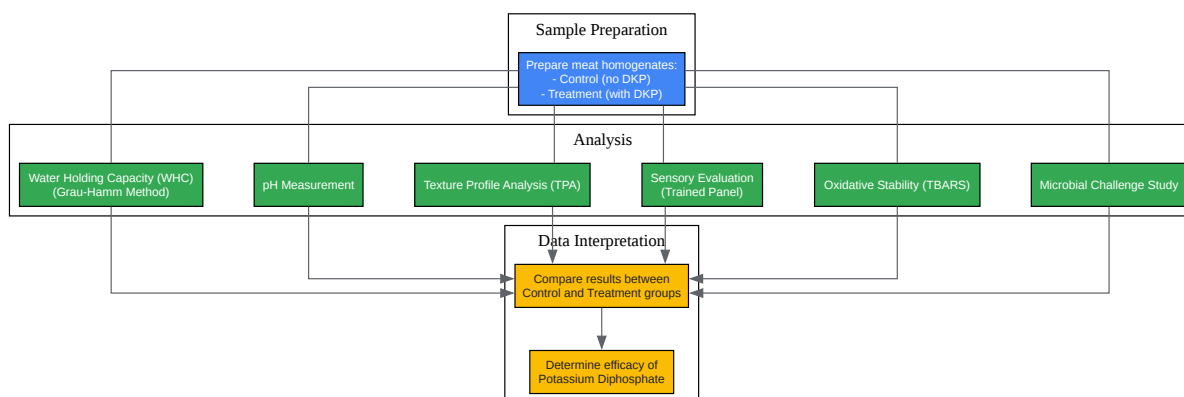 Sample Preparation
Prepare meat homogenates:
- Control (no DKP)
- Treatment (with DKP)
Analysis
Water Holding Capacity (WHC)
(Grau-Hamm Method)
pH Measurement
Texture Profile Analysis (TPA)
Sensory Evaluation
(Trained Panel)
Oxidative Stability (TBARS)
Microbial Challenge Study
Data Interpretation
Compare results between
Control and Treatment groups
Determine efficacy of
Potassium Diphosphate